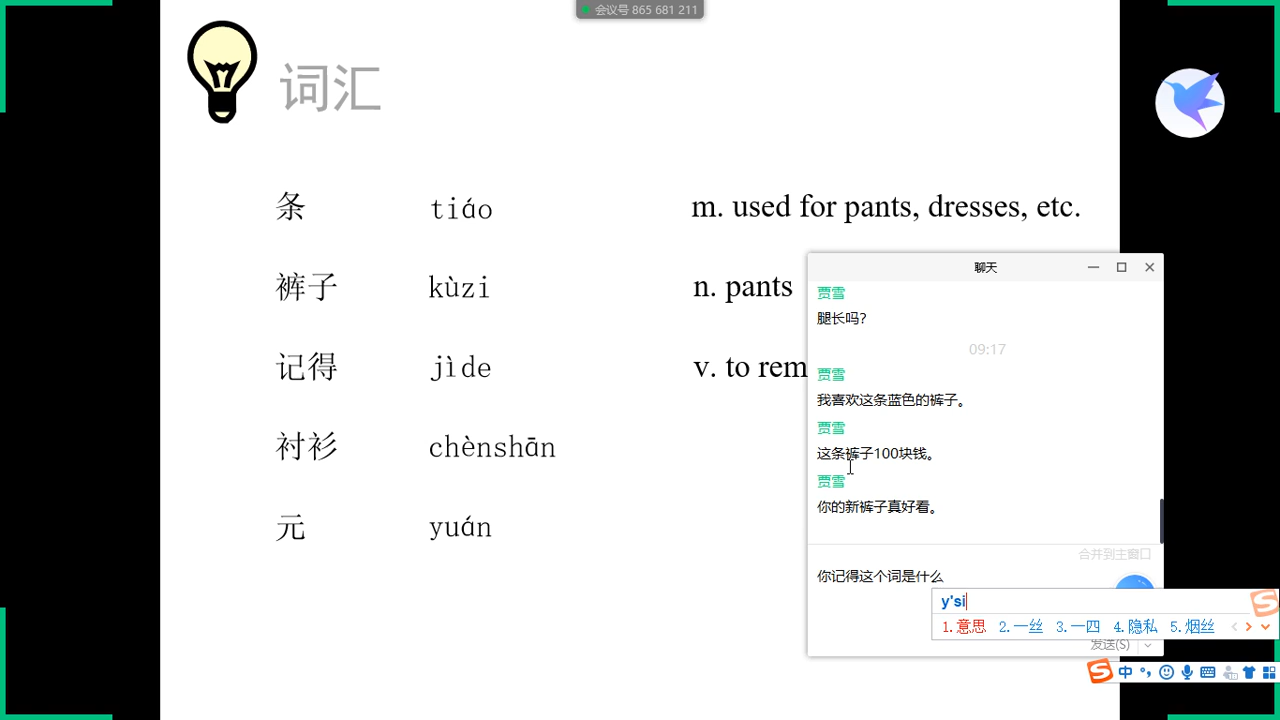 会议号 865 681 211
词汇
条 tiáo m. used for pants, dresses, etc.
裤子 kùzi n. pants
记得 jìde v. to rem
衬衫 chènshān
元 yuán
聊天
贾雪
腿长吗?
09:17
贾雪
我喜欢这条蓝色的裤子。
贾雪
这条裤子100块钱。
贾雪
你的新裤子真好看。
合并到主窗口
你记得这个词是什么
y'si
1.意思 2.一丝 3.一四 4.隐私 5.烟丝
发送(S)
中